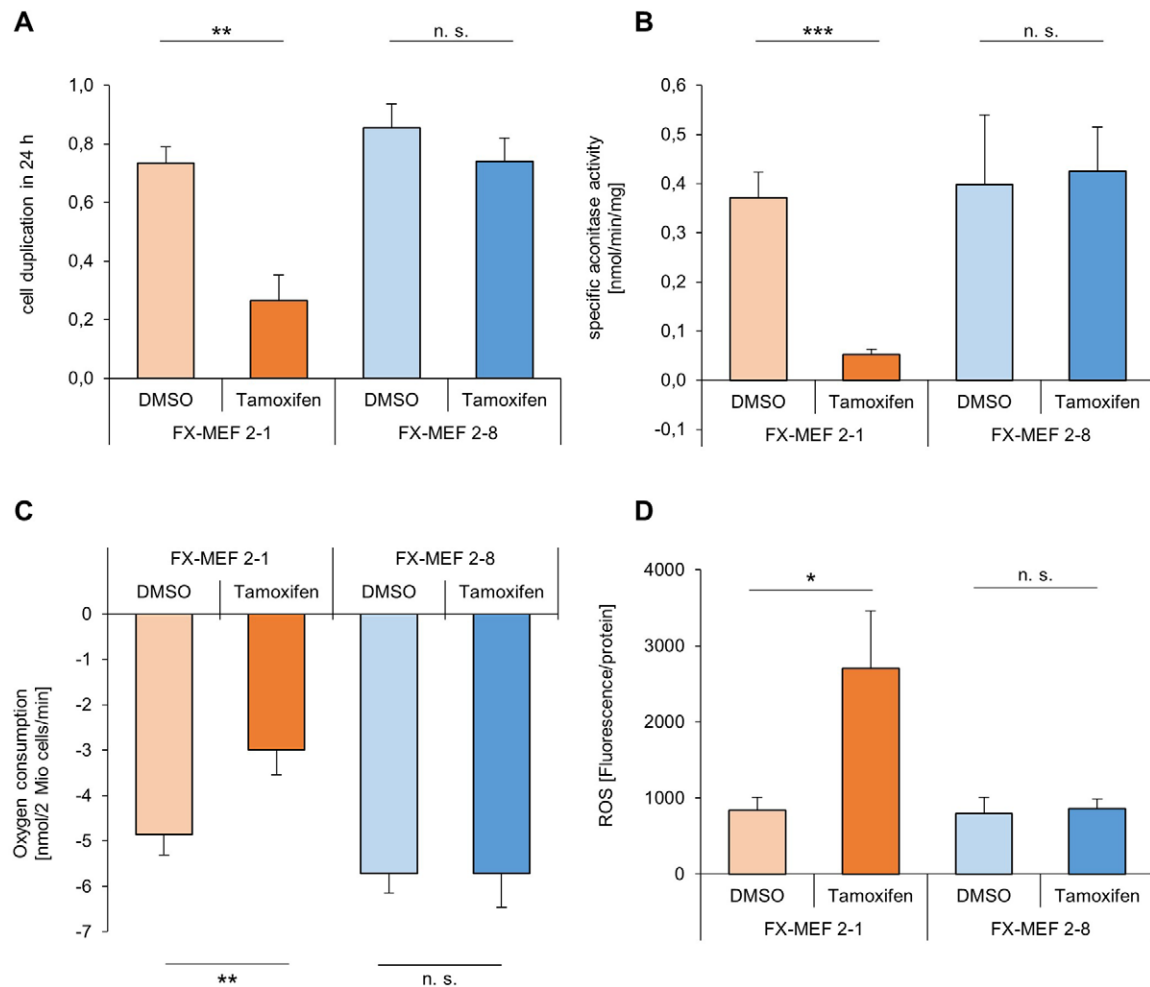 A
** n. s.
cell duplication in 24 h
1,0
0,8
0,6
0,4
0,2
0,0
DMSO Tamoxifen DMSO Tamoxifen
FX-MEF 2-1 FX-MEF 2-8
B
*** n. s.
specific aconitase activity
[nmol/min/mg]
0,6
0,5
0,4
0,3
0,2
0,1
0,0
-0,1
DMSO Tamoxifen DMSO Tamoxifen
FX-MEF 2-1 FX-MEF 2-8
C
FX-MEF 2-1 FX-MEF 2-8
DMSO Tamoxifen DMSO Tamoxifen
Oxygen consumption
[nmol/2 Mio cells/min]
0
-1
-2
-3
-4
-5
-6
-7
** n. s.
D
* n. s.
ROS [Fluorescence/protein]
4000
3000
2000
1000
0
DMSO Tamoxifen DMSO Tamoxifen
FX-MEF 2-1 FX-MEF 2-8